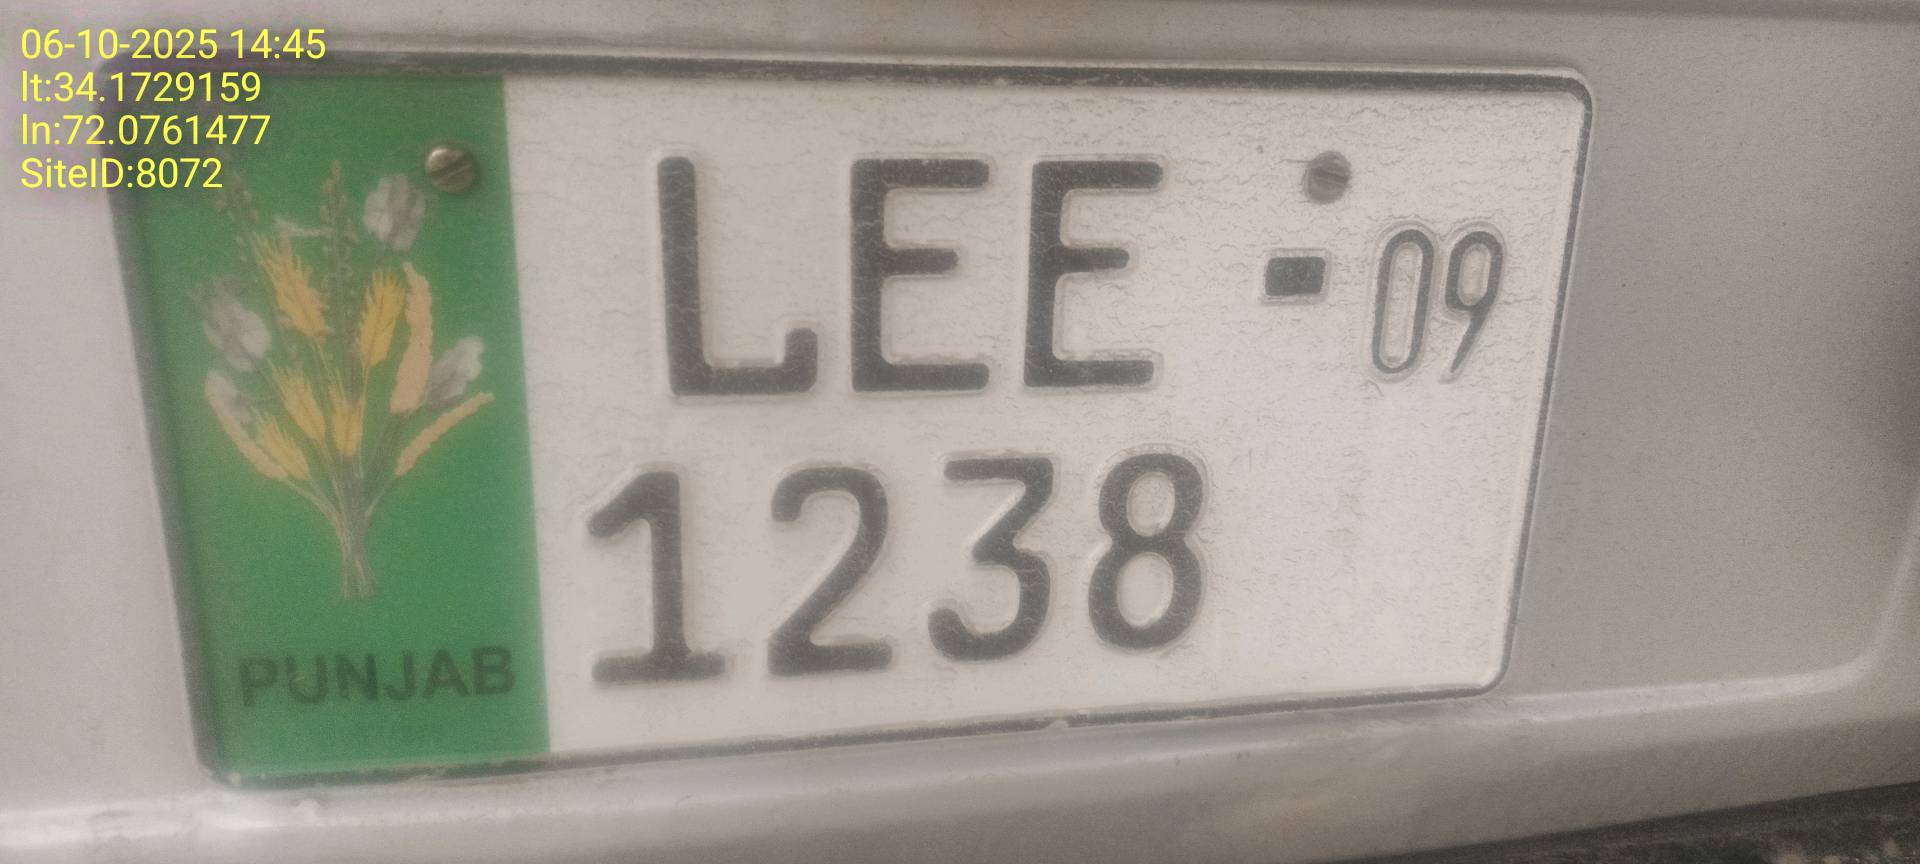 06-10-2025 14:45
lt:34.1729159
ln:72.0761477
SiteID:8072
LEE - 09
1238
PUNJAB